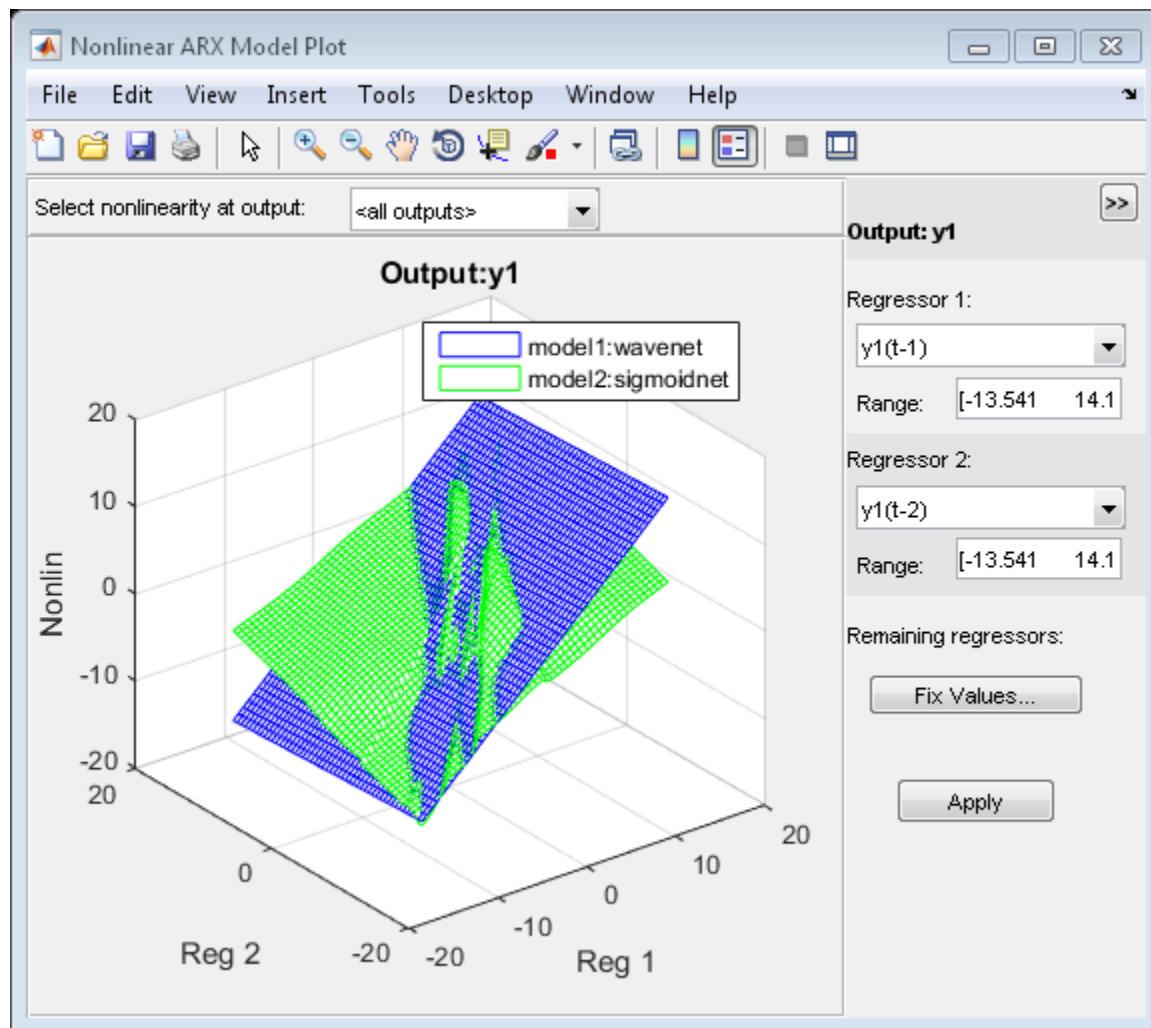 Nonlinear ARX Model Plot
File Edit View Insert Tools Desktop Window Help
Select nonlinearity at output: <all outputs>
>>
Output: y1
Output:y1
model1:wavenet
model2:sigmoidnet
20
10
0
-10
-20
Nonlin
20
0
-20
Reg 2
-20
-10
0
10
20
Reg 1
Regressor 1:
y1(t-1)
Range: [-13.541 14.1
Regressor 2:
y1(t-2)
Range: [-13.541 14.1
Remaining regressors:
Fix Values...
Apply